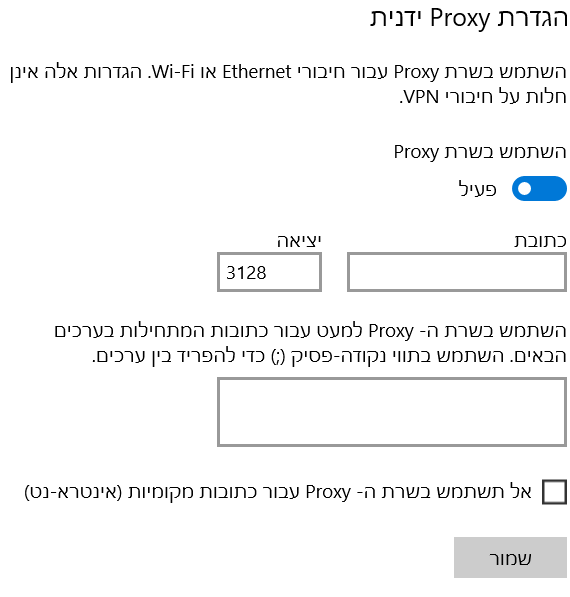 הגדרת Proxy ידנית
השתמש בשרת Proxy עבור חיבורי Ethernet או Wi-Fi. הגדרות אלה אינן
חלות על חיבורי VPN.
השתמש בשרת Proxy
פעיל
כתובת
יציאה
3128
השתמש בשרת ה- Proxy למעט עבור כתובות המתחילות בערכים
הבאים. השתמש בתווי נקודה-פסיק (;) כדי להפריד בין ערכים.
אל תשתמש בשרת ה- Proxy עבור כתובות מקומיות (אינטרא-נט)
שמור